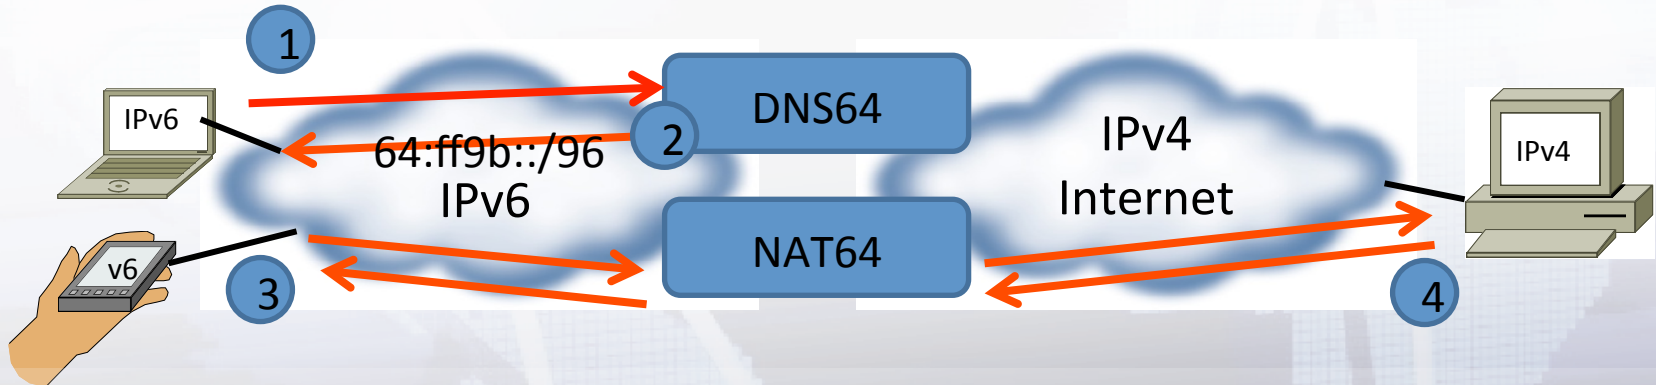 1
IPv6
DNS64
2
64:ff9b::/96
IPv6
IPv4
Internet
IPv4
v6
3
NAT64
4